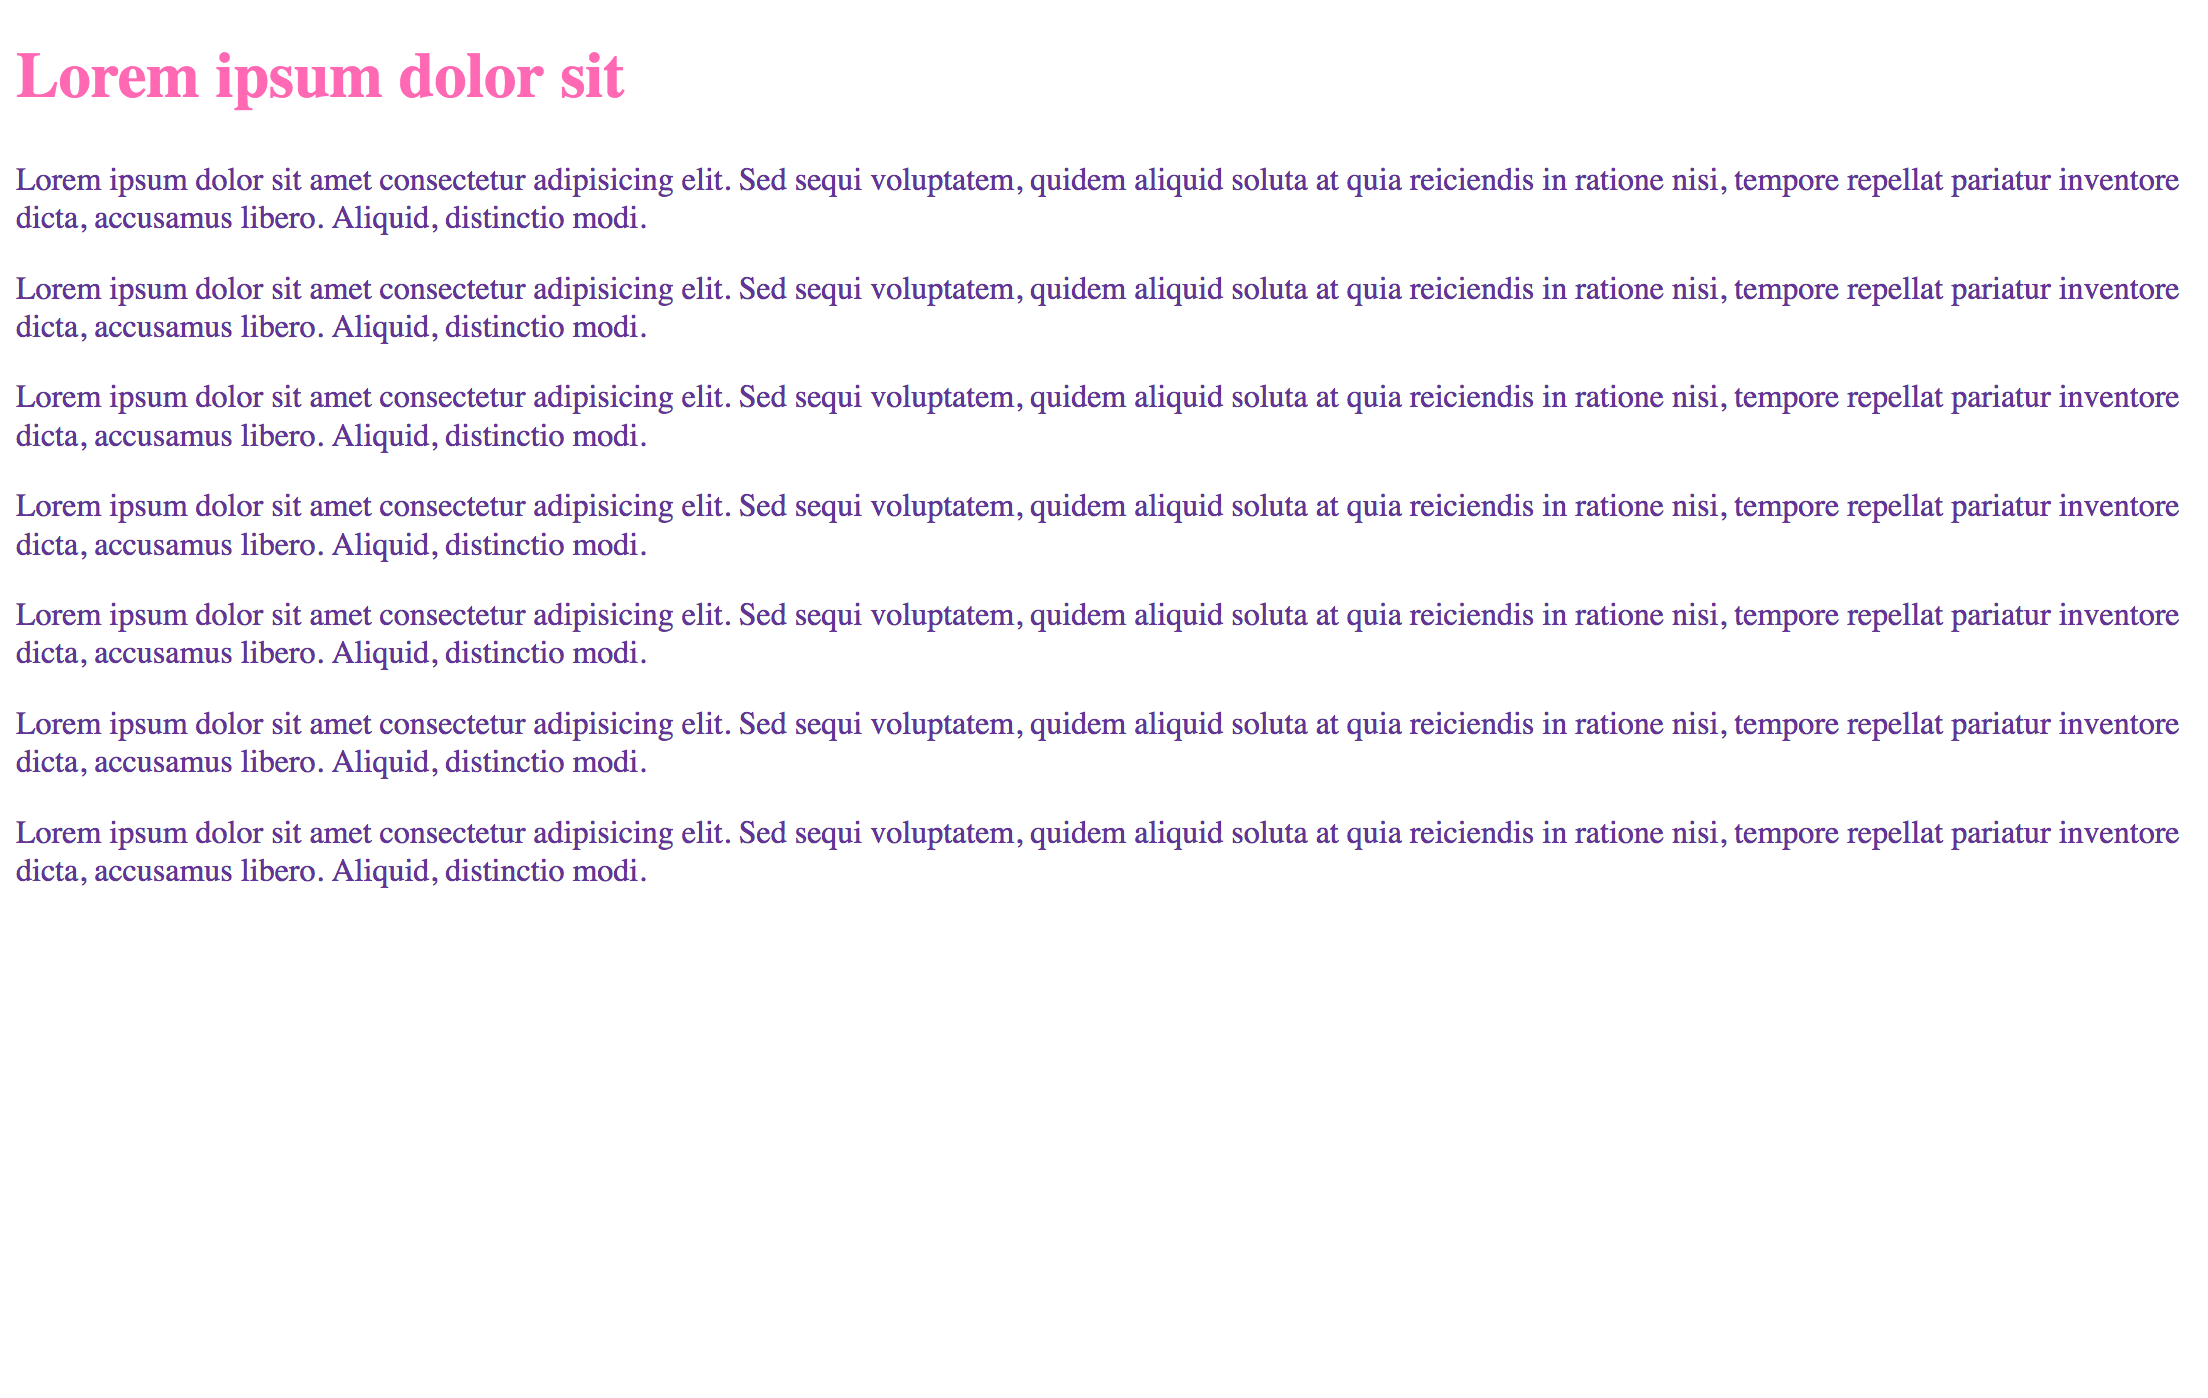 Lorem ipsum dolor sit
Lorem ipsum dolor sit amet consectetur adipisicing elit. Sed sequi voluptatem, quidem aliquid soluta at quia reiciendis in ratione nisi, tempore repellat pariatur inventore
dicta, accusamus libero. Aliquid, distinctio modi.
Lorem ipsum dolor sit amet consectetur adipisicing elit. Sed sequi voluptatem, quidem aliquid soluta at quia reiciendis in ratione nisi, tempore repellat pariatur inventore
dicta, accusamus libero. Aliquid, distinctio modi.
Lorem ipsum dolor sit amet consectetur adipisicing elit. Sed sequi voluptatem, quidem aliquid soluta at quia reiciendis in ratione nisi, tempore repellat pariatur inventore
dicta, accusamus libero. Aliquid, distinctio modi.
Lorem ipsum dolor sit amet consectetur adipisicing elit. Sed sequi voluptatem, quidem aliquid soluta at quia reiciendis in ratione nisi, tempore repellat pariatur inventore
dicta, accusamus libero. Aliquid, distinctio modi.
Lorem ipsum dolor sit amet consectetur adipisicing elit. Sed sequi voluptatem, quidem aliquid soluta at quia reiciendis in ratione nisi, tempore repellat pariatur inventore
dicta, accusamus libero. Aliquid, distinctio modi.
Lorem ipsum dolor sit amet consectetur adipisicing elit. Sed sequi voluptatem, quidem aliquid soluta at quia reiciendis in ratione nisi, tempore repellat pariatur inventore
dicta, accusamus libero. Aliquid, distinctio modi.
Lorem ipsum dolor sit amet consectetur adipisicing elit. Sed sequi voluptatem, quidem aliquid soluta at quia reiciendis in ratione nisi, tempore repellat pariatur inventore
dicta, accusamus libero. Aliquid, distinctio modi.